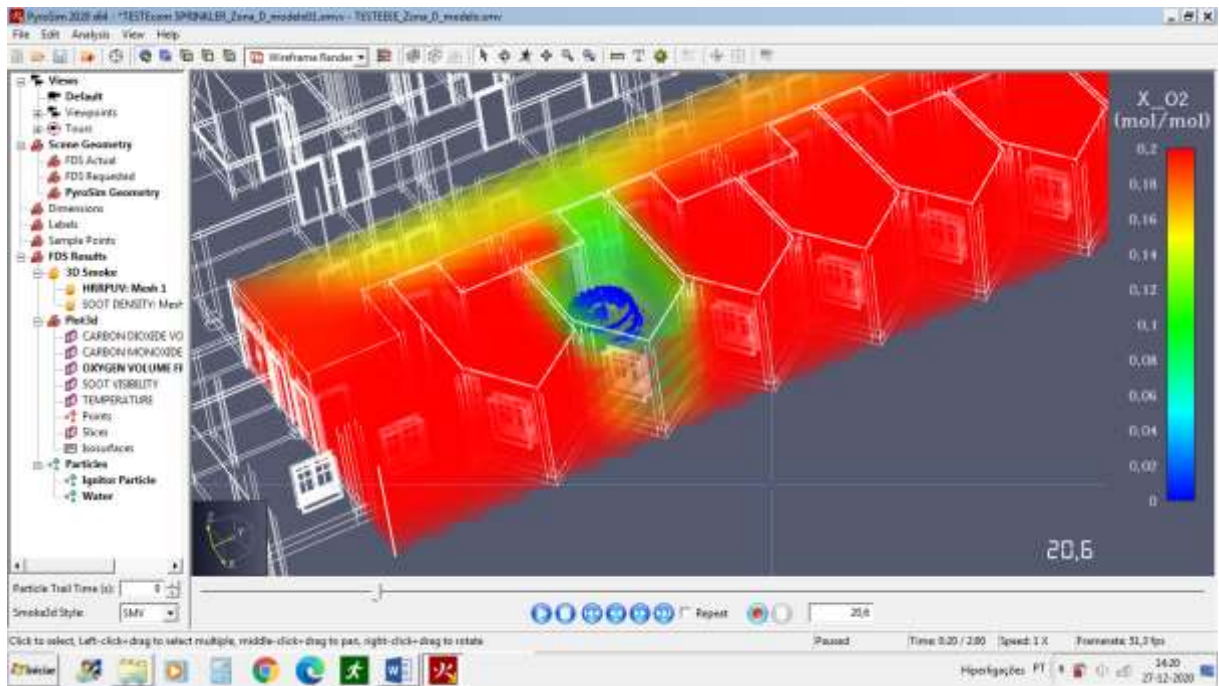 PyroSim 2020 x64 - *TESTEcom SPRINKLER_Zona_D_modelo01.smvv - TESTEEEE_Zona_D_modelo.smv
File Edit Analysis View Help
Wireframe Render
Views
Default
Viewpoints
Tours
Scene Geometry
FDS Actual
FDS Requested
PyroSim Geometry
Dimensions
Labels
Sample Points
FDS Results
3D Smoke
HRRPUV: Mesh 1
SOOT DENSITY: Mesh
Plot3d
CARBON DIOXIDE VO
CARBON MONOXIDE
OXYGEN VOLUME FI
SOOT VISIBILITY
TEMPERATURE
Points
Slices
Isosurfaces
Particles
Ignitor Particle
Water
X_O2
(mol/mol)
0,2
0,18
0,16
0,14
0,12
0,1
0,08
0,06
0,04
0,02
0
20,6
Particle Trail Time (s): 0
Smoke3d Style: SMV
Repeat 20,6
Click to select, Left-click+drag to select multiple, middle-click+drag to pan, right-click+drag to rotate Paused Time: 0:20 / 2:00 Speed: 1 X Framerate: 51,3 fps
Iniciar Hiperligações PT 14:20
27-12-2020